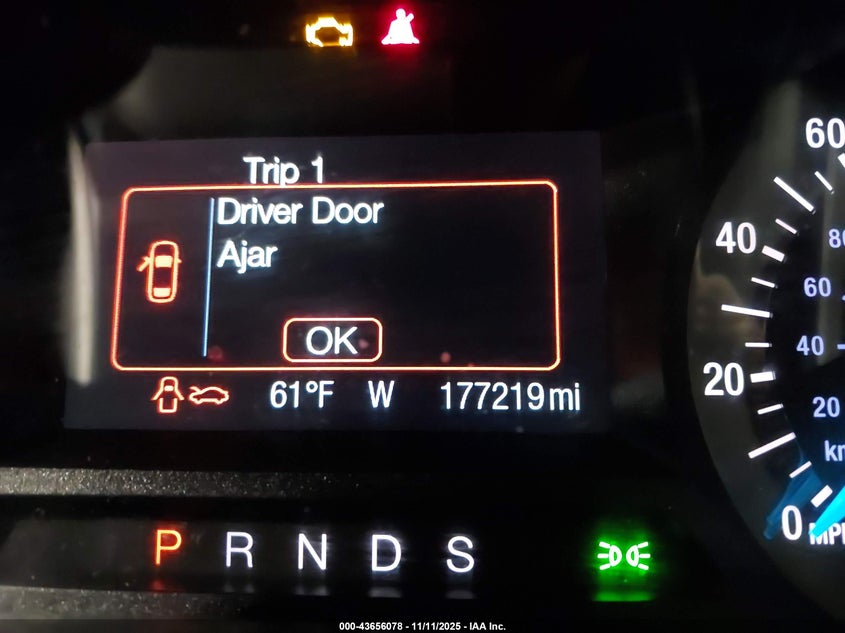 Trip 1
Driver Door
Ajar
OK
61°F W 177219mi
P R N D S
60
40
20
0
80
60
40
20
000-43656078 - 11/11/2025 - IAA Inc.